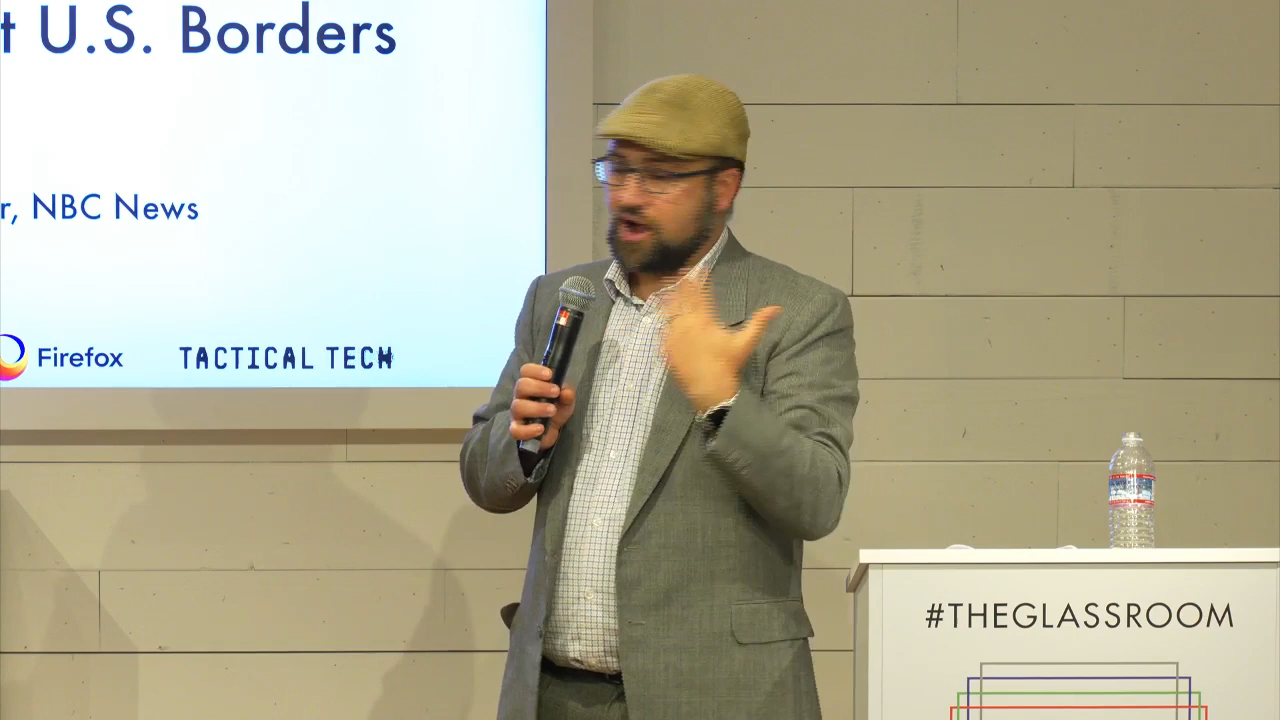 t U.S. Borders
r, NBC News
Firefox
TACTICAL TECH
#THEGLASSROOM